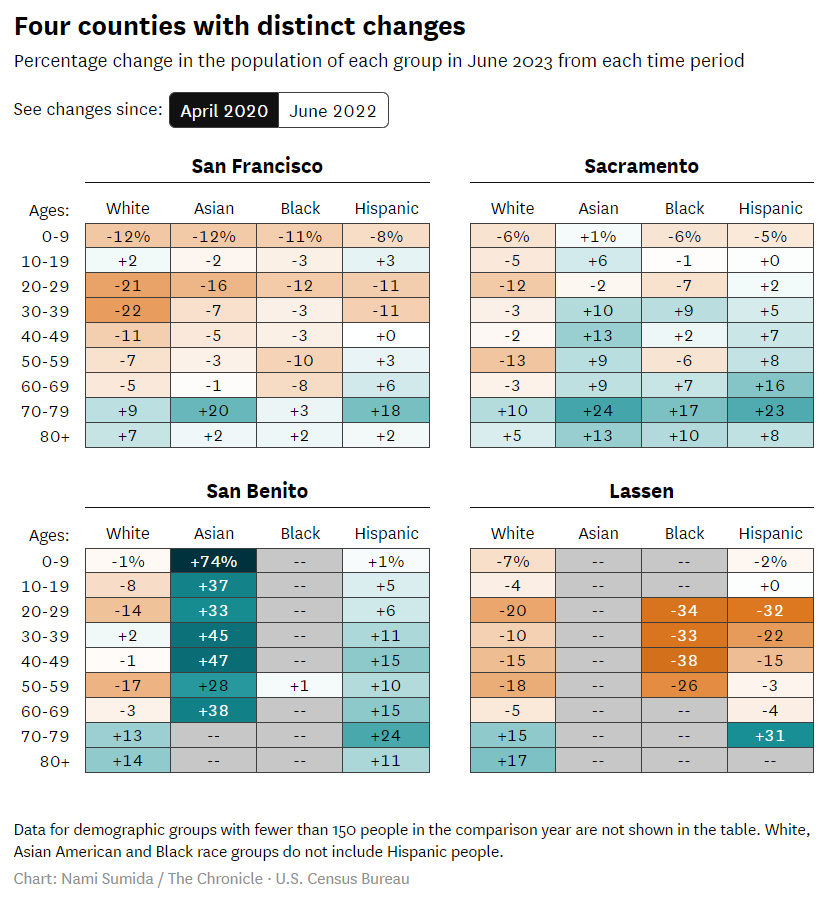 Four counties with distinct changes
Percentage change in the population of each group in June 2023 from each time period
See changes since: April 2020 June 2022
San Francisco
Ages: White Asian Black Hispanic
0-9 -12% -12% -11% -8%
10-19 +2 -2 -3 +3
20-29 -21 -16 -12 -11
30-39 -22 -7 -3 -11
40-49 -11 -5 -3 +0
50-59 -7 -3 -10 +3
60-69 -5 -1 -8 +6
70-79 +9 +20 +3 +18
80+ +7 +2 +2 +2
Sacramento
White Asian Black Hispanic
-6% +1% -6% -5%
-5 +6 -1 +0
-12 -2 -7 +2
-3 +10 +9 +5
-2 +13 +2 +7
-13 +9 -6 +8
-3 +9 +7 +16
+10 +24 +17 +23
+5 +13 +10 +8
San Benito
Ages: White Asian Black Hispanic
0-9 -1% +74% -- +1%
10-19 -8 +37 -- +5
20-29 -14 +33 -- +6
30-39 +2 +45 -- +11
40-49 -1 +47 -- +15
50-59 -17 +28 +1 +10
60-69 -3 +38 -- +15
70-79 +13 -- -- +24
80+ +14 -- -- +11
Lassen
White Asian Black Hispanic
-7% -- -- -2%
-4 -- -- +0
-20 -- -34 -32
-10 -- -33 -22
-15 -- -38 -15
-18 -- -26 -3
-5 -- -- -4
+15 -- -- +31
+17 -- -- --
Data for demographic groups with fewer than 150 people in the comparison year are not shown in the table. White,
Asian American and Black race groups do not include Hispanic people.
Chart: Nami Sumida / The Chronicle · U.S. Census Bureau